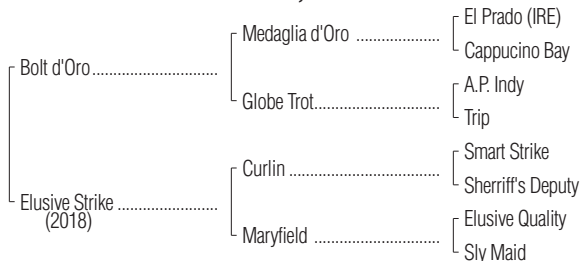 El Prado (IRE)
Medaglia d'Oro ..................
Cappucino Bay
Bolt d'Oro...........................
A.P. Indy
Globe Trot...........................
Trip
Smart Strike
Curlin ...............................
Sherriff's Deputy
Elusive Strike .....................
(2018)
Elusive Quality
Maryfield ..........................
Sly Maid